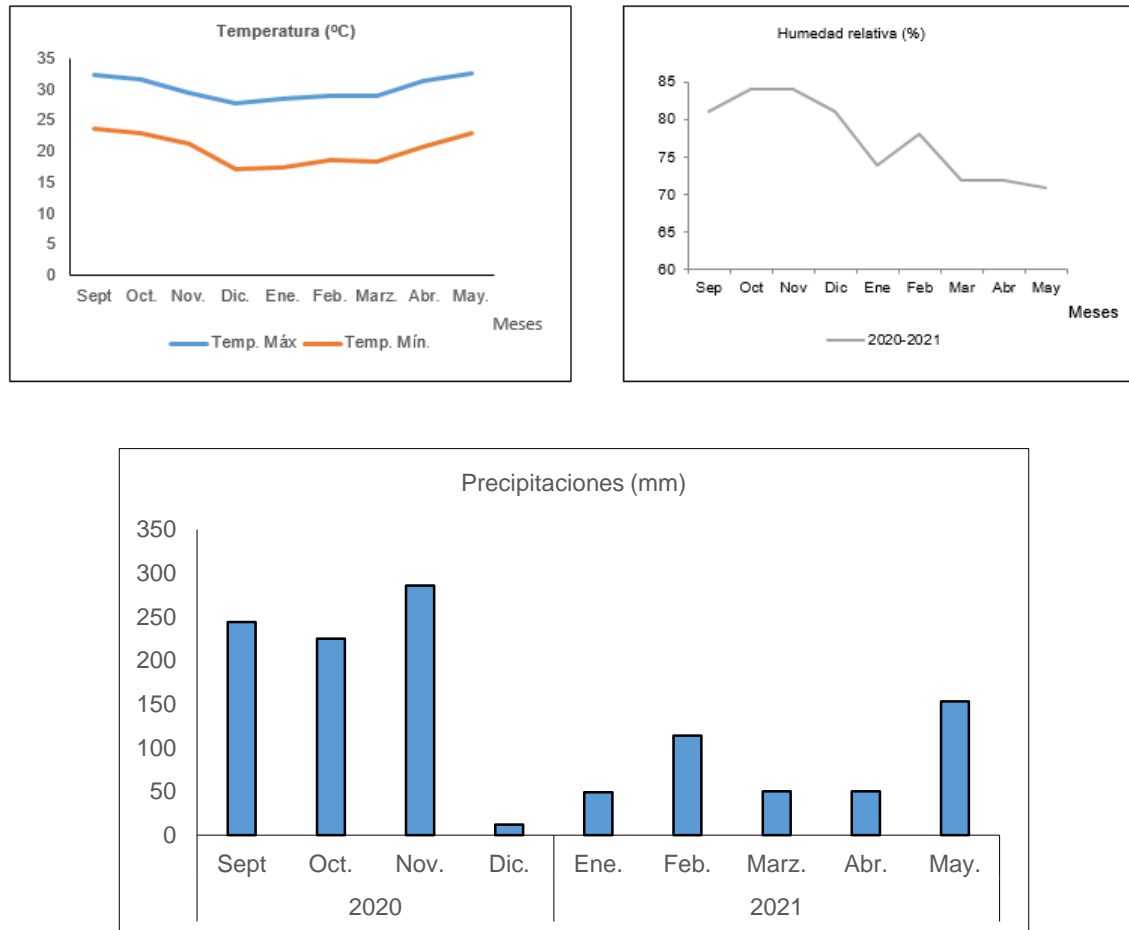 Temperatura (ºC)
35
30
25
20
15
10
5
0
Sept Oct. Nov. Dic. Ene. Feb. Marz. Abr. May.
Meses
Temp. Máx Temp. Mín.
Humedad relativa (%)
85
80
75
70
65
60
Sep Oct Nov Dic Ene Feb Mar Abr May
Meses
2020-2021
Precipitaciones (mm)
350
300
250
200
150
100
50
0
Sept Oct. Nov. Dic. Ene. Feb. Marz. Abr. May.
2020 2021